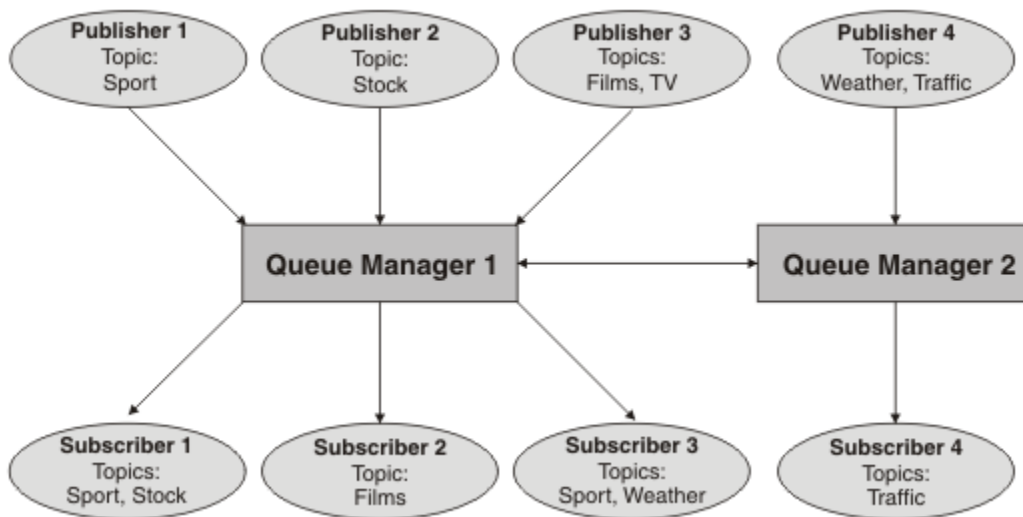 Publisher 1
Topic:
Sport
Publisher 2
Topic:
Stock
Publisher 3
Topics:
Films, TV
Publisher 4
Topics:
Weather, Traffic
Queue Manager 1
Queue Manager 2
Subscriber 1
Topics:
Sport, Stock
Subscriber 2
Topic:
Films
Subscriber 3
Topics:
Sport, Weather
Subscriber 4
Topics:
Traffic